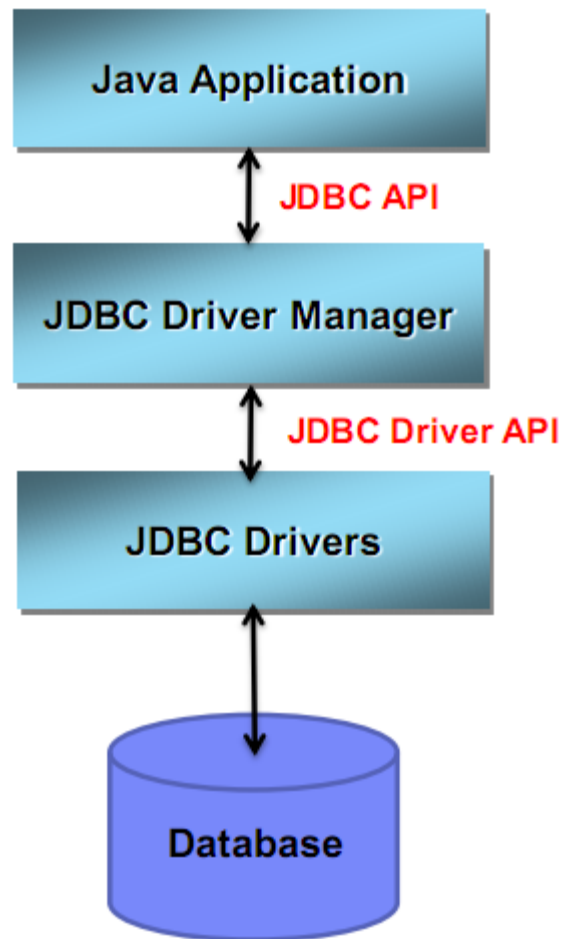 Java Application
JDBC API
JDBC Driver Manager
JDBC Driver API
JDBC Drivers
Database